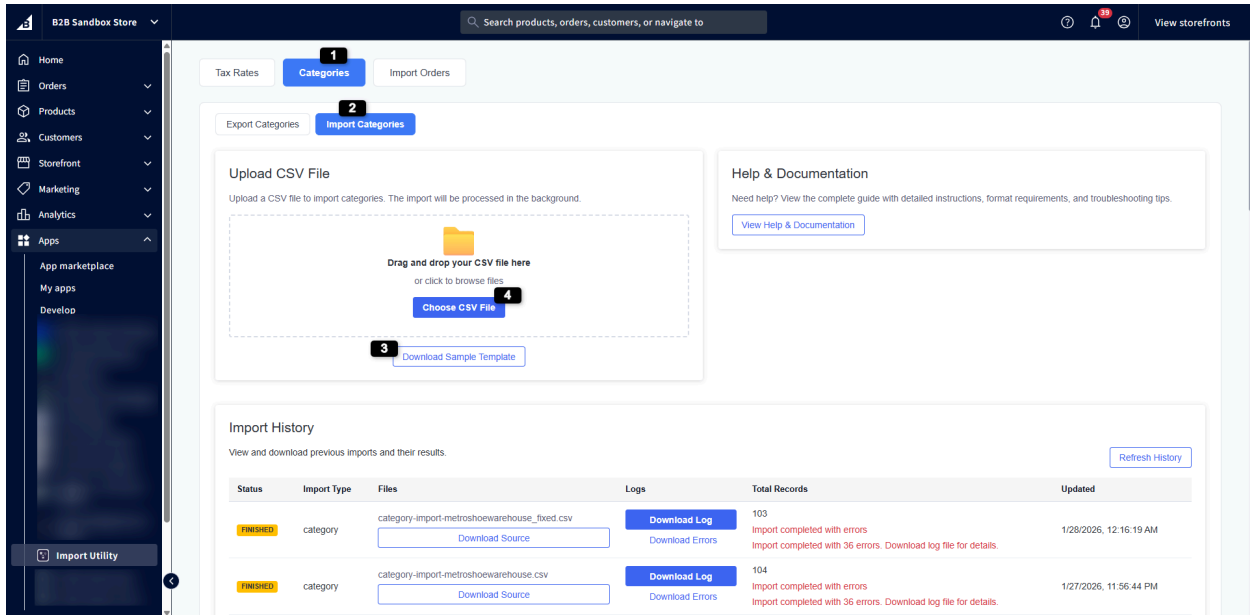 B2B Sandbox Store
Search products, orders, customers, or navigate to
39
View storefronts
Home
Orders
Products
Customers
Storefront
Marketing
Analytics
Apps
App marketplace
My apps
Develop
Import Utility
1
Tax Rates
Categories
Import Orders
2
Export Categories
Import Categories
Upload CSV File
Upload a CSV file to import categories. The import will be processed in the background.
Drag and drop your CSV file here
or click to browse files
4
Choose CSV File
3
Download Sample Template
Help & Documentation
Need help? View the complete guide with detailed instructions, format requirements, and troubleshooting tips.
View Help & Documentation
Import History
View and download previous imports and their results.
Refresh History
Status Import Type Files Logs Total Records Updated
FINISHED category category-import-metroshoewarehouse_fixed.csv
Download Source
Download Log
Download Errors
103
Import completed with errors
Import completed with 36 errors. Download log file for details.
1/28/2026, 12:16:19 AM
FINISHED category category-import-metroshoewarehouse.csv
Download Source
Download Log
Download Errors
104
Import completed with errors
Import completed with 36 errors. Download log file for details.
1/27/2026, 11:56:44 PM